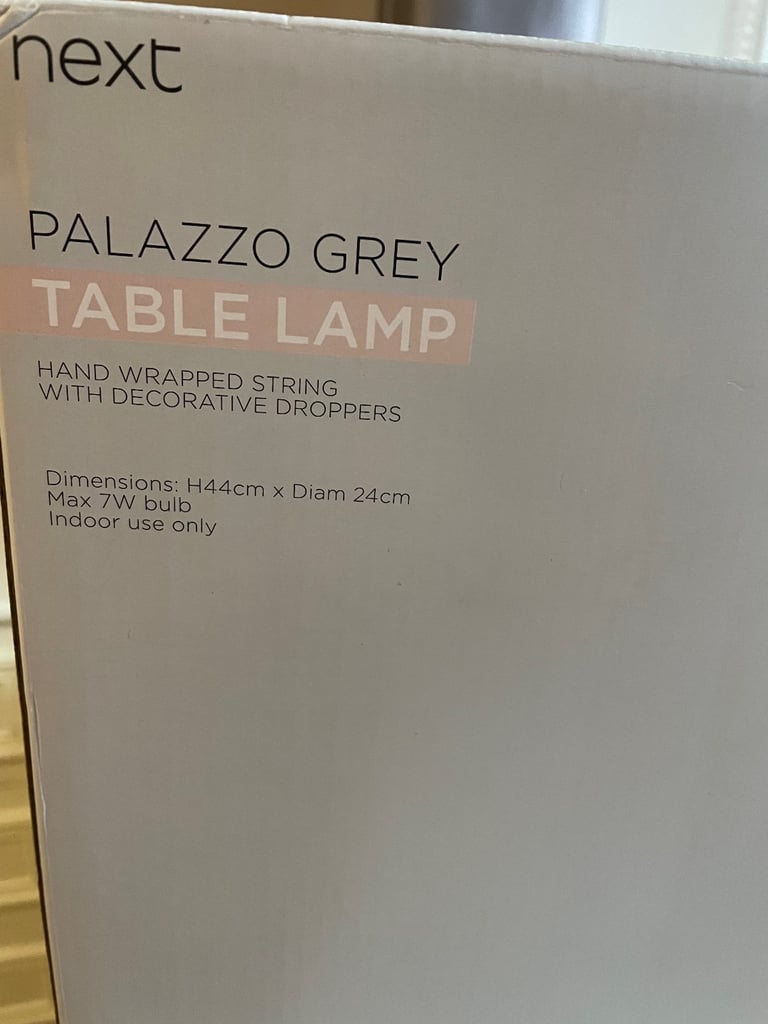 next
PALAZZO GREY
TABLE LAMP
HAND WRAPPED STRING
WITH DECORATIVE DROPPERS
Dimensions: H44cm x Diam 24cm
Max 7W bulb
Indoor use only